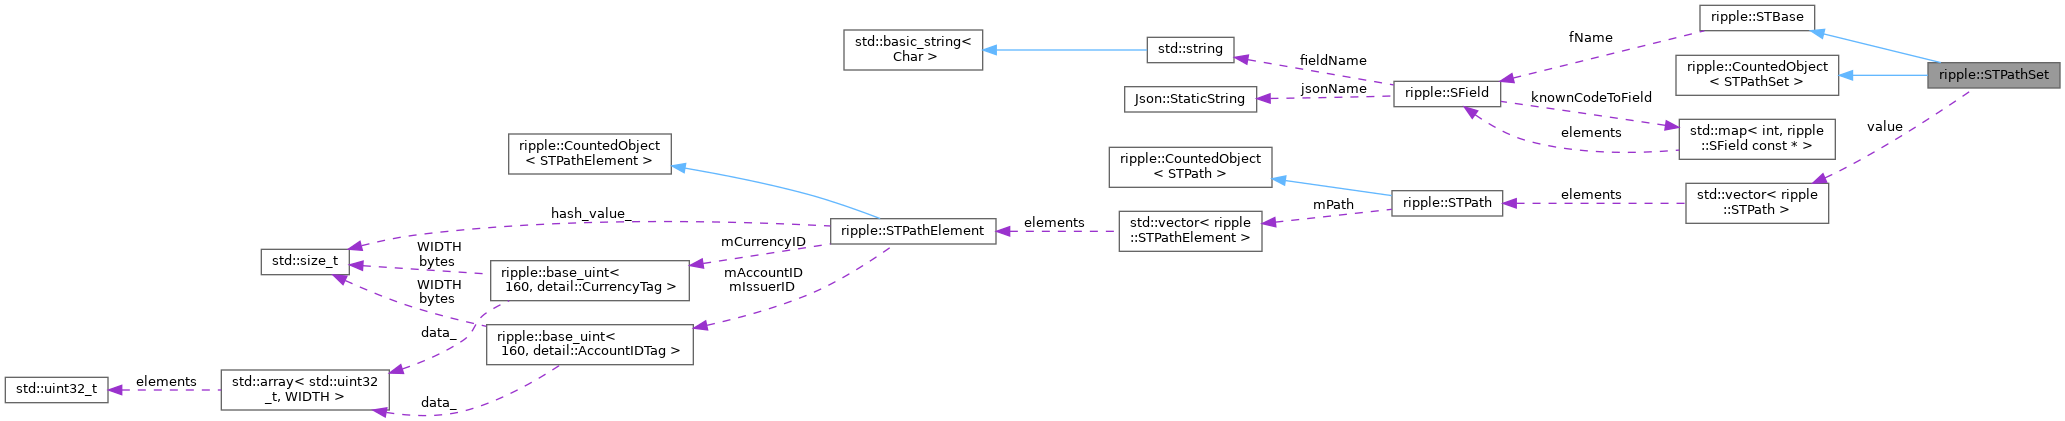 ripple::STBase
fName
std::basic_string<
Char >
std::string
fieldName
ripple::CountedObject
< STPathSet >
ripple::STPathSet
Json::StaticString
jsonName
ripple::SField
knownCodeToField
elements
std::map< int, ripple
::SField const * >
value
ripple::CountedObject
< STPathElement >
ripple::CountedObject
< STPath >
std::vector< ripple
::STPath >
elements
ripple::STPath
mPath
std::vector< ripple
::STPathElement >
elements
ripple::STPathElement
hash_value_
mCurrencyID
mAccountID
mIssuerID
std::size_t
WIDTH
bytes
ripple::base_uint<
160, detail::CurrencyTag >
WIDTH
bytes
data_
ripple::base_uint<
160, detail::AccountIDTag >
std::uint32_t
elements
std::array< std::uint32
_t, WIDTH >
data_